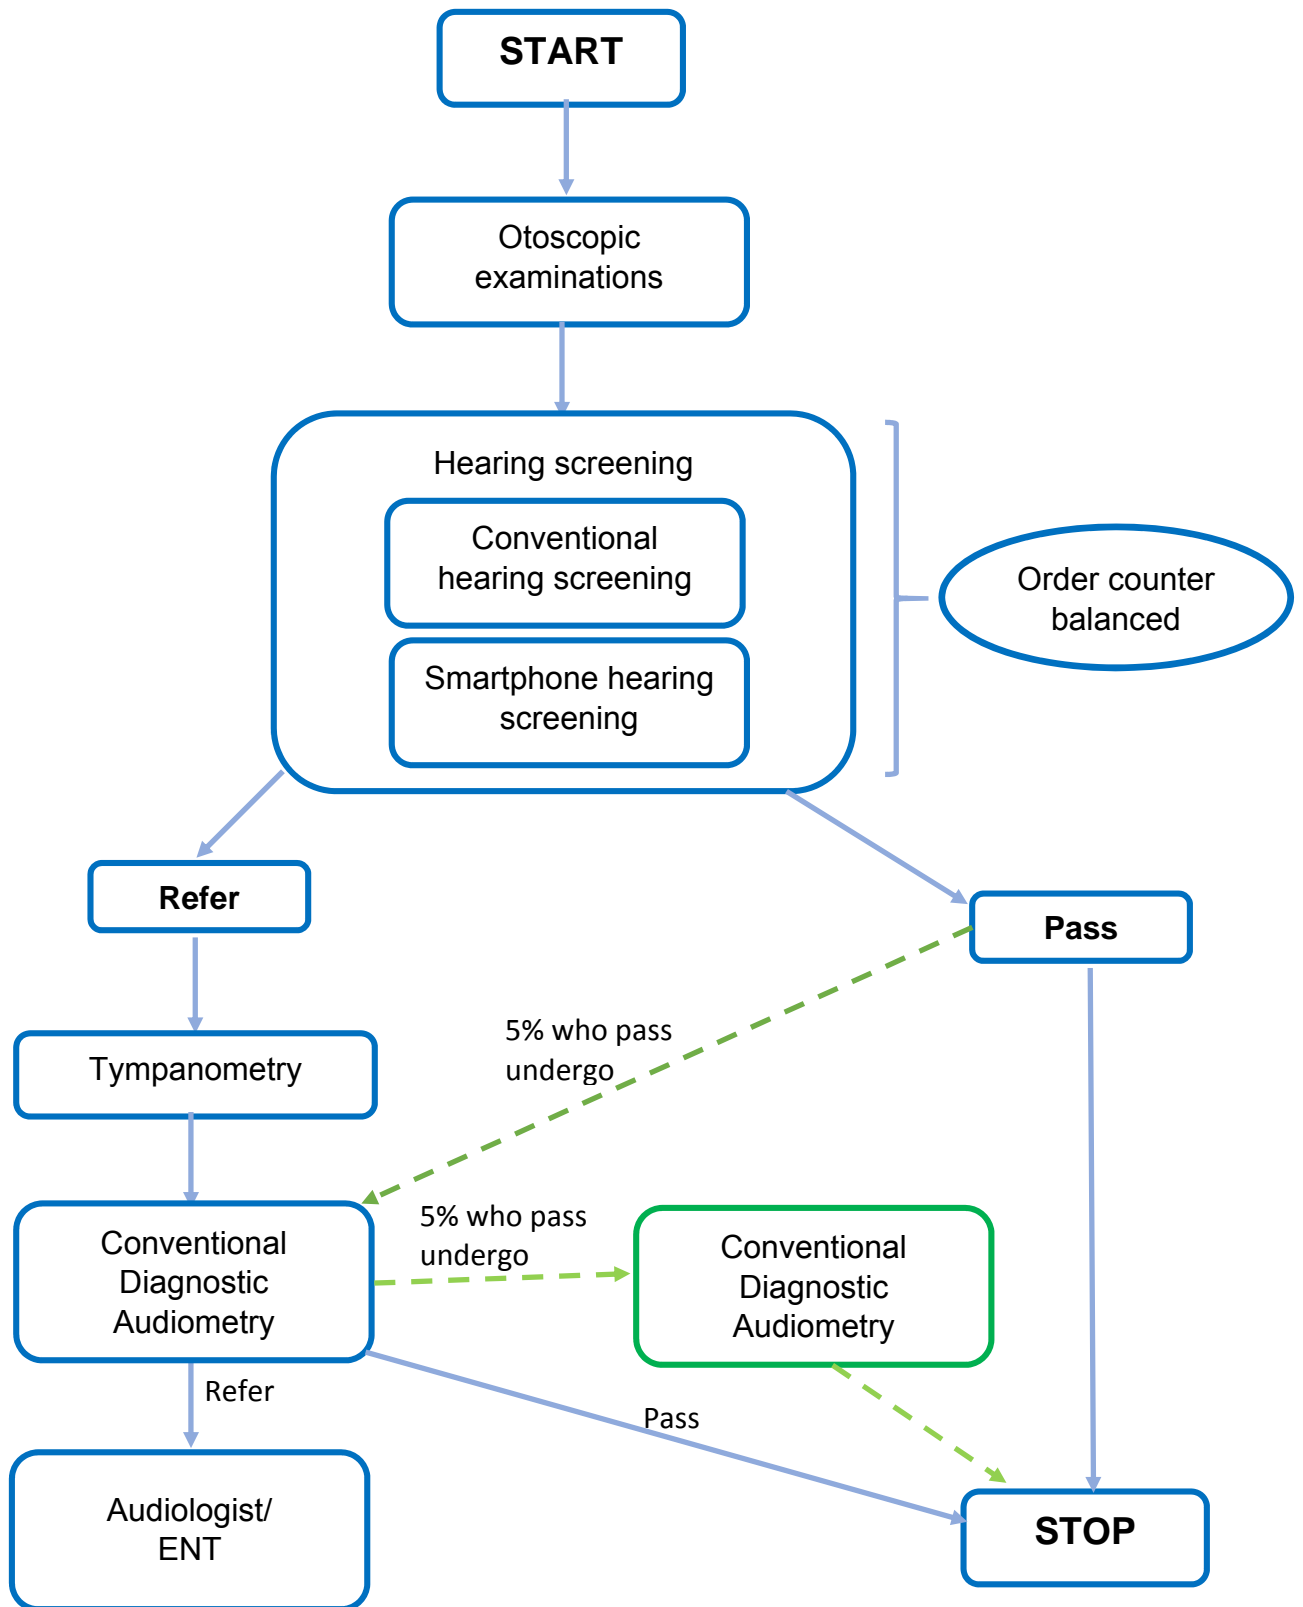 START
Otoscopic
examinations
Hearing screening
Conventional
hearing screening
Smartphone hearing
screening
Order counter
balanced
Refer
Pass
5% who pass
undergo
Tympanometry
Conventional
Diagnostic
Audiometry
5% who pass
undergo
Conventional
Diagnostic
Audiometry
Refer
Pass
Audiologist/
ENT
STOP